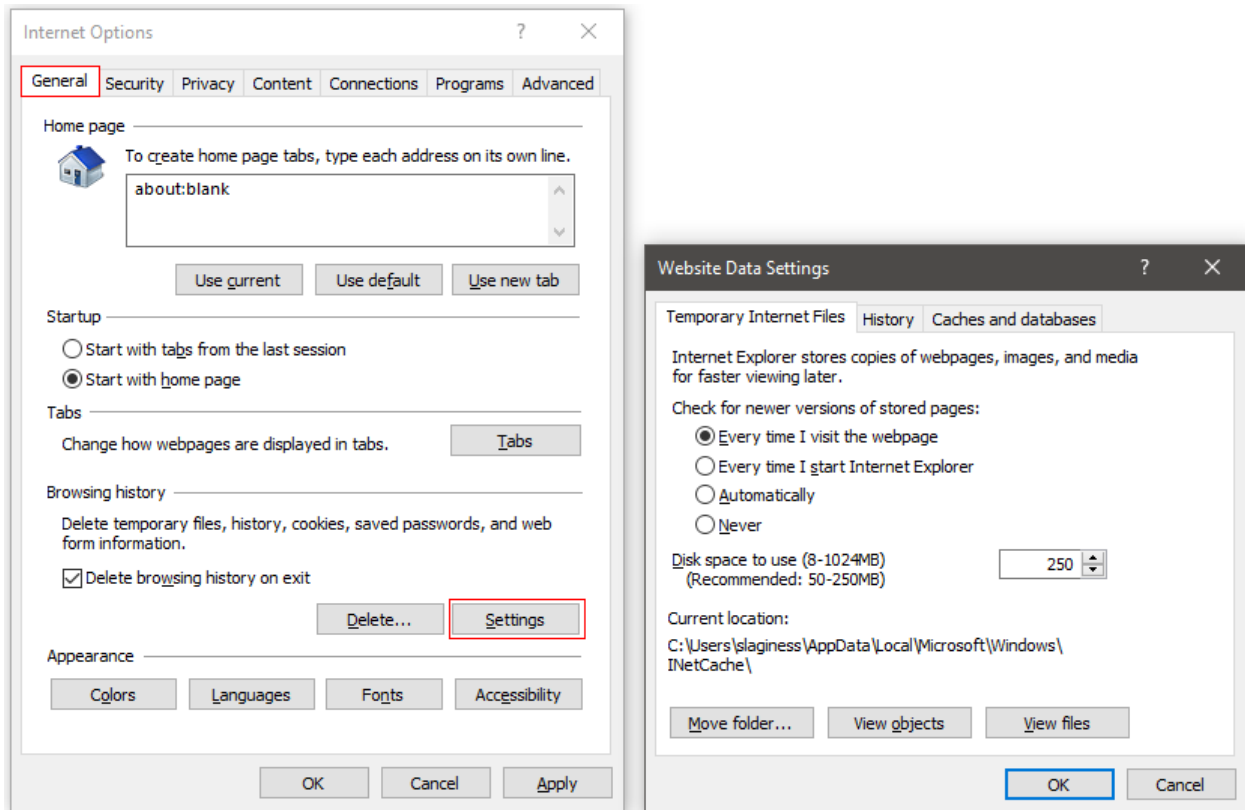 Internet Options
General Security Privacy Content Connections Programs Advanced
Home page
To create home page tabs, type each address on its own line.
about:blank
Use current Use default Use new tab
Startup
Start with tabs from the last session
Start with home page
Tabs
Change how webpages are displayed in tabs.
Tabs
Browsing history
Delete temporary files, history, cookies, saved passwords, and web
form information.
Delete browsing history on exit
Delete... Settings
Appearance
Colors Languages Fonts Accessibility
OK Cancel Apply
Website Data Settings
Temporary Internet Files History Caches and databases
Internet Explorer stores copies of webpages, images, and media
for faster viewing later.
Check for newer versions of stored pages:
Every time I visit the webpage
Every time I start Internet Explorer
Automatically
Never
Disk space to use (8-1024MB)
(Recommended: 50-250MB)
250
Current location:
C:\Users\slaginess\AppData\Local\Microsoft\Windows\
INetCache\
Move folder... View objects View files
OK Cancel